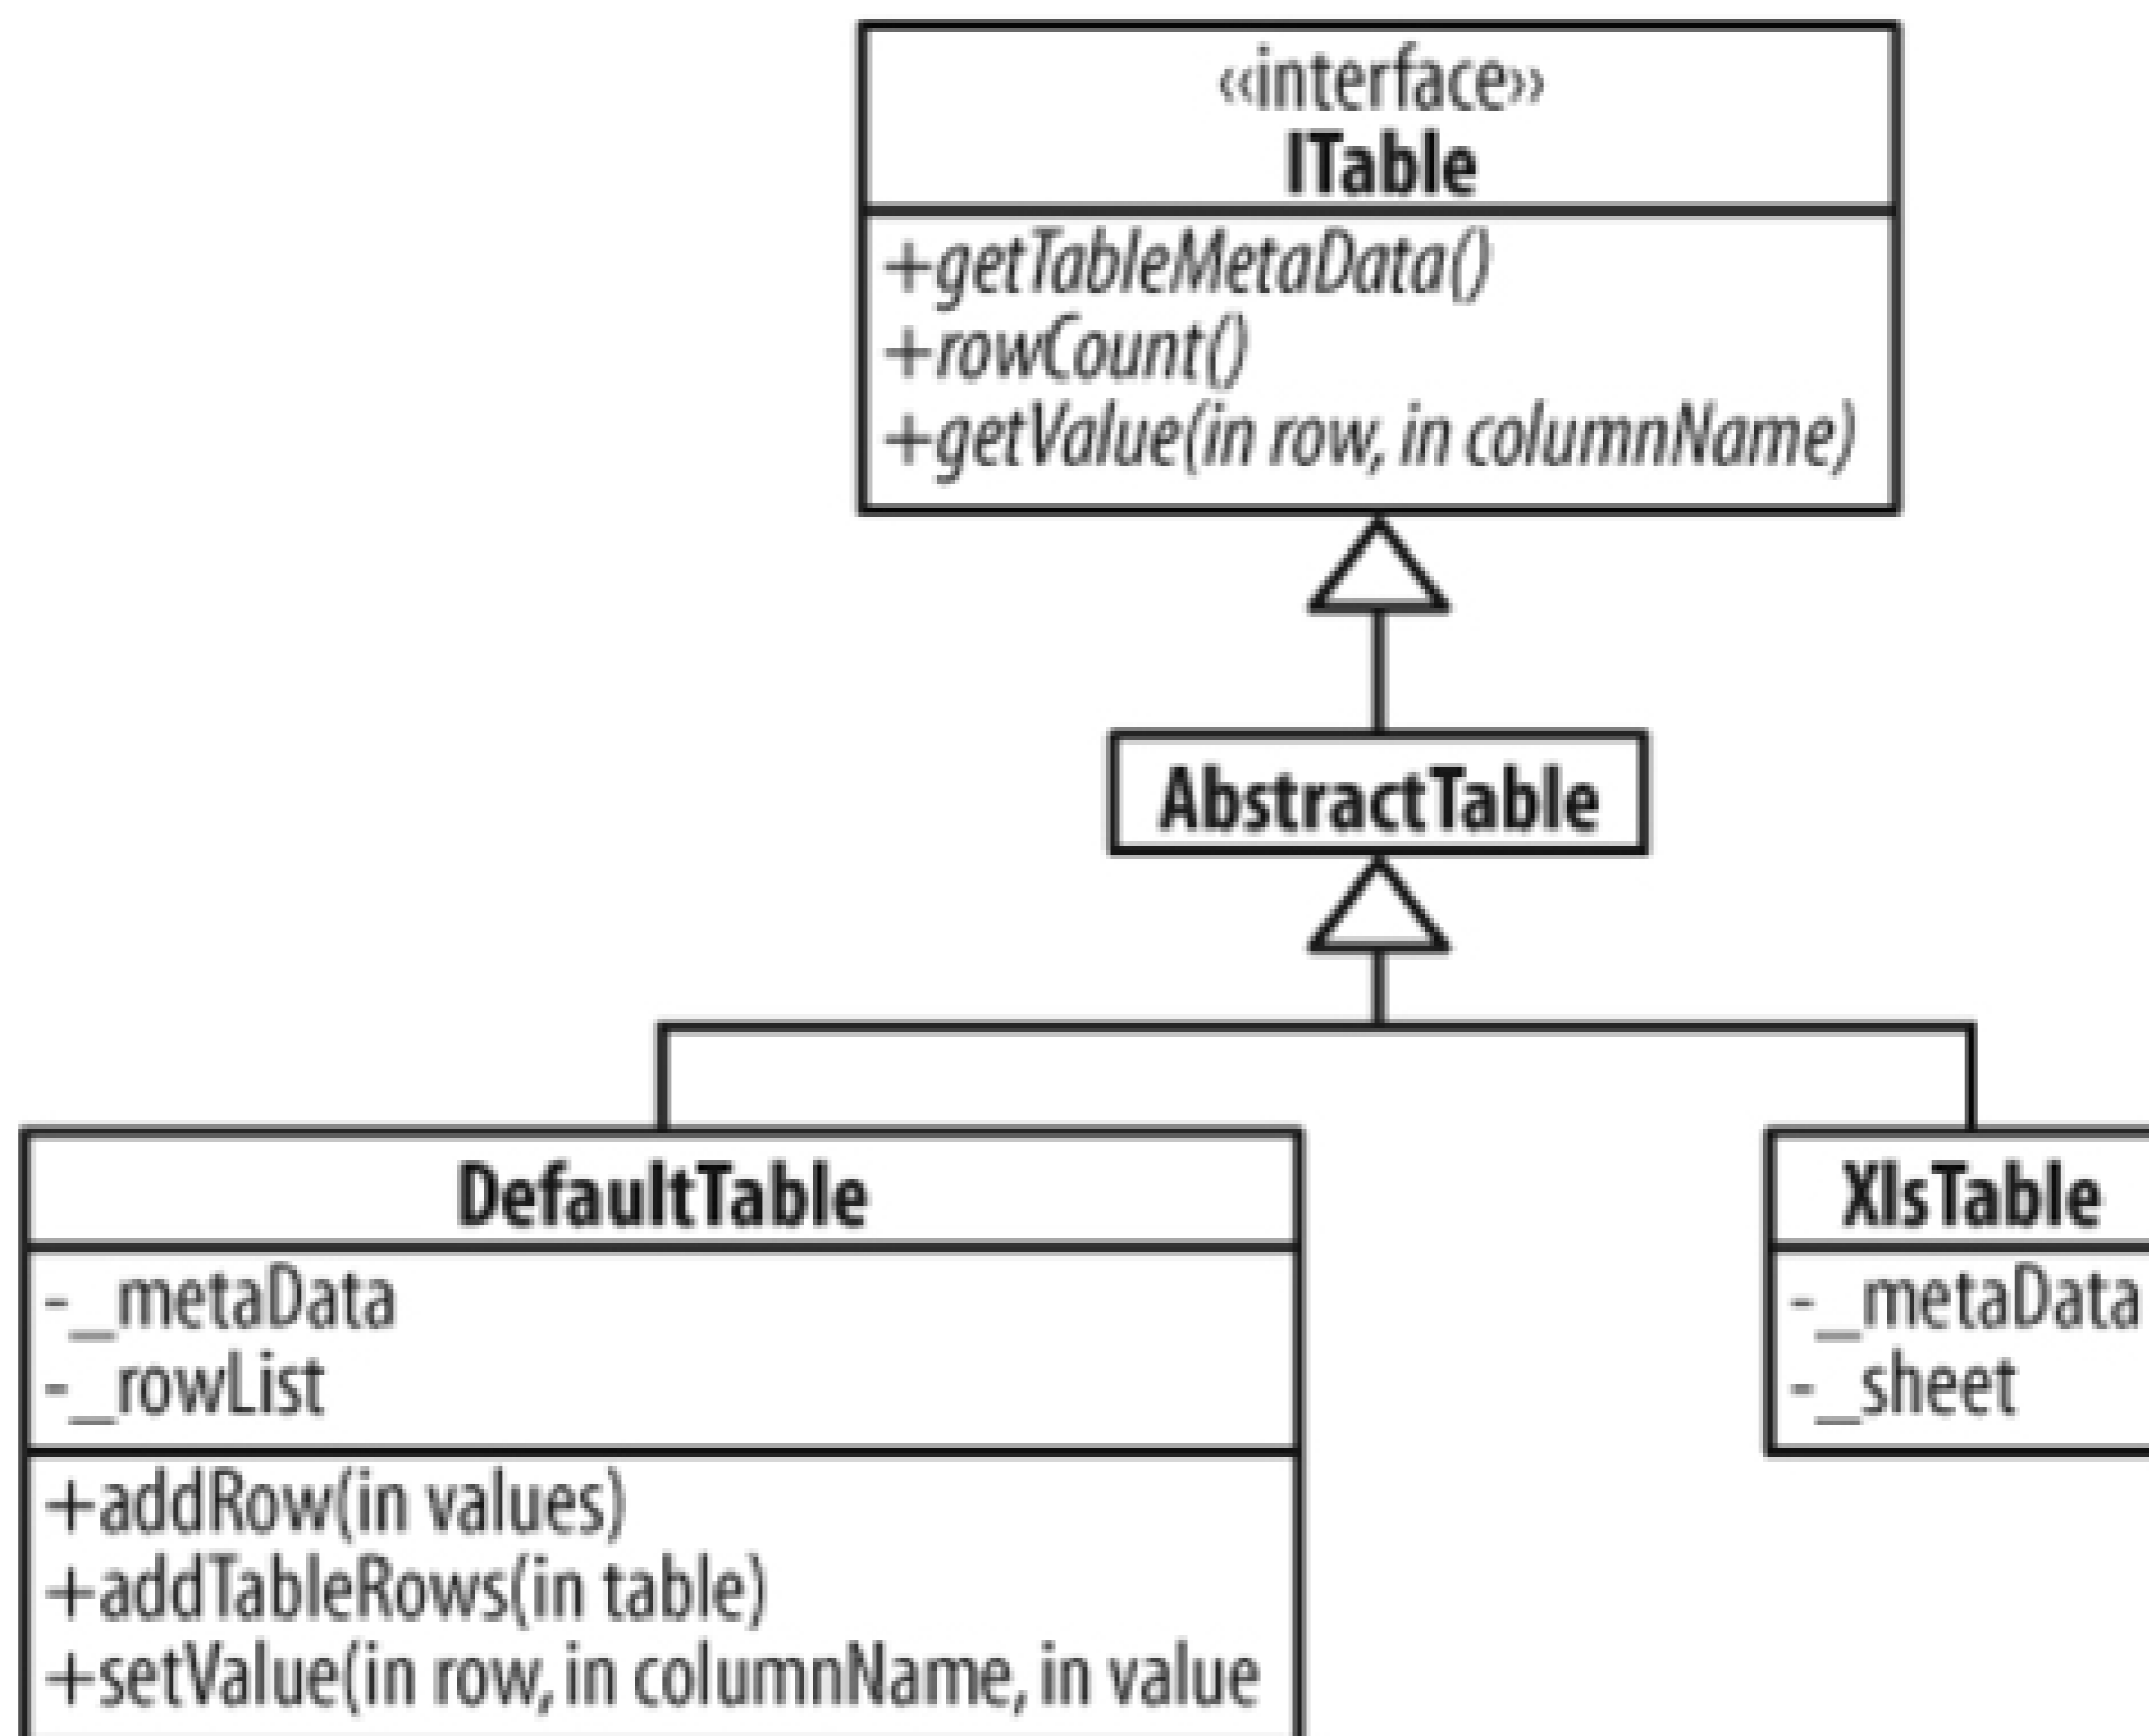 ‹‹interface››
ITable
+getTableMetaData()
+rowCount()
+getValue(in row, in columnName)
AbstractTable
DefaultTable
-_metaData
-_rowList
+addRow(in values)
+addTableRows(in table)
+setValue(in row, in columnName, in value
XlsTable
-_metaData
-_sheet